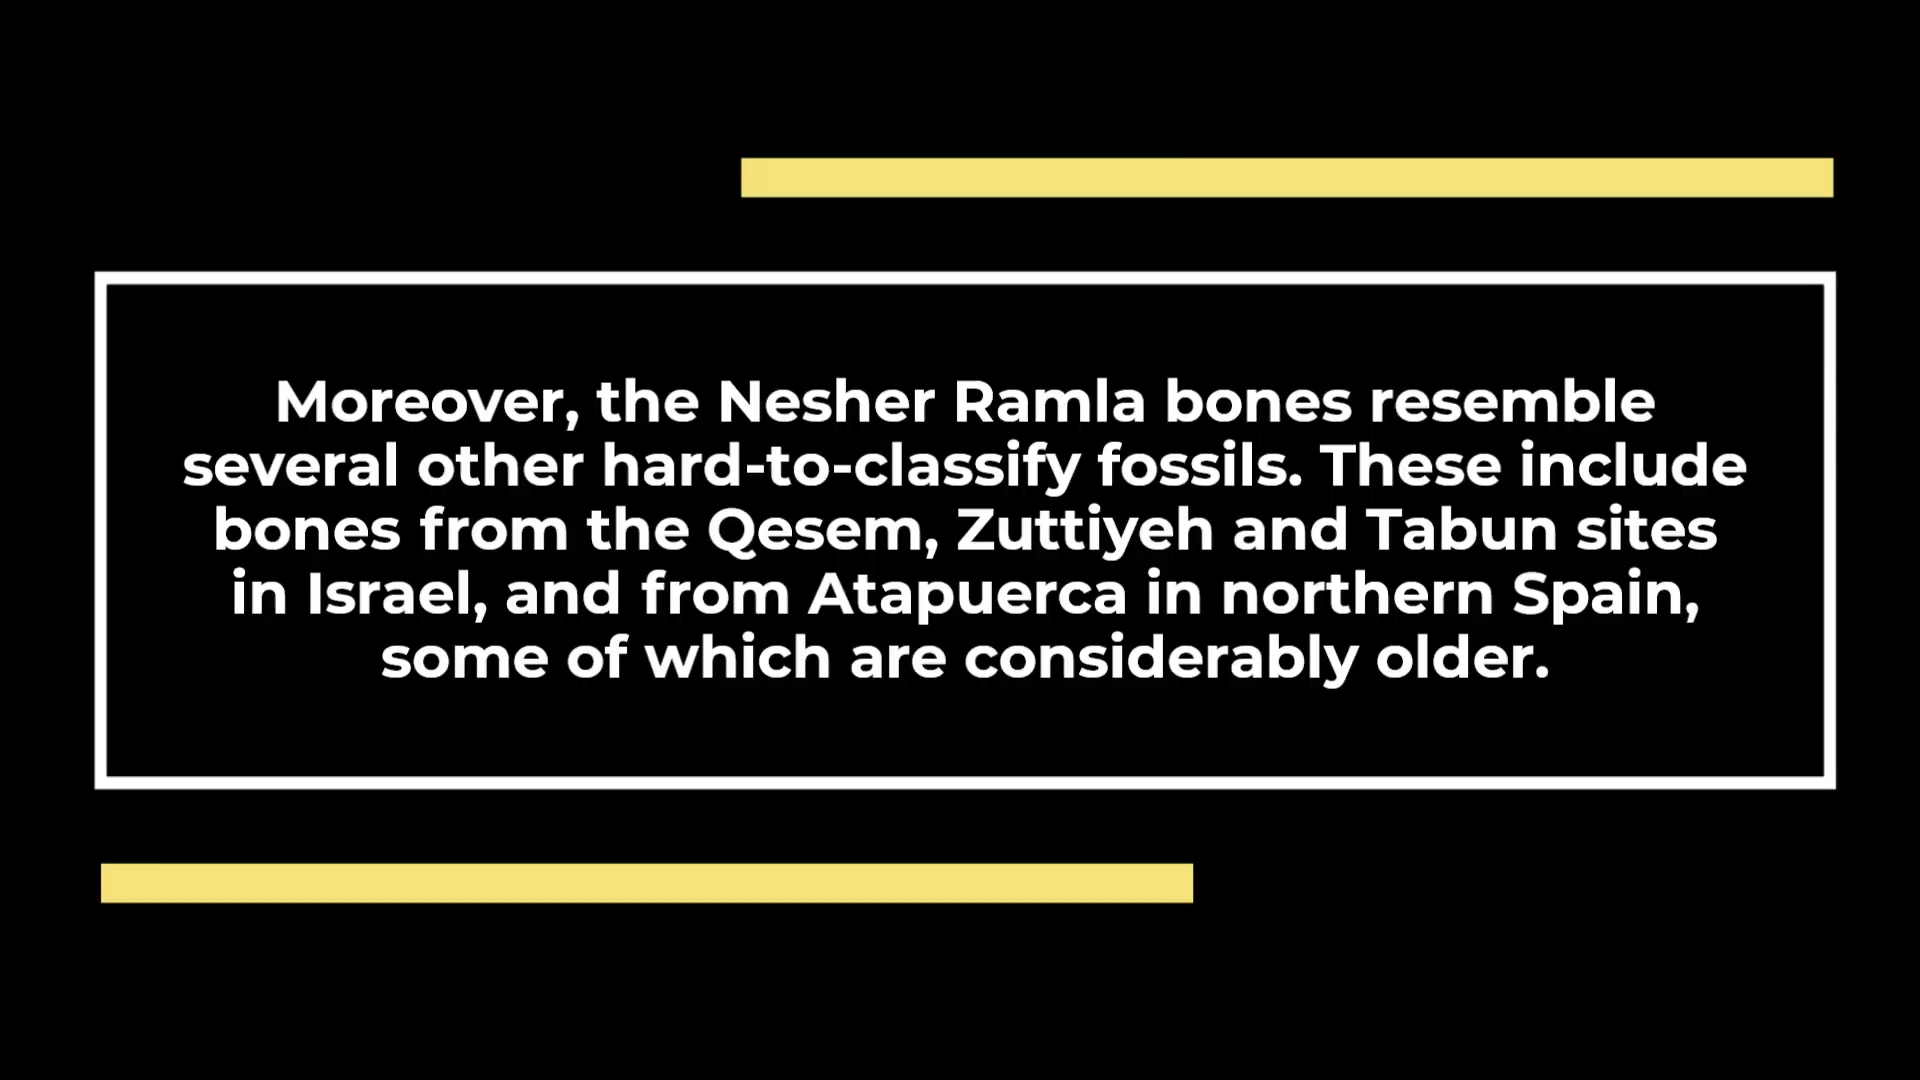 Moreover, the Nesher Ramla bones resemble
several other hard-to-classify fossils. These include
bones from the Qesem, Zuttiyeh and Tabun sites
in Israel, and from Atapuerca in northern Spain,
some of which are considerably older.